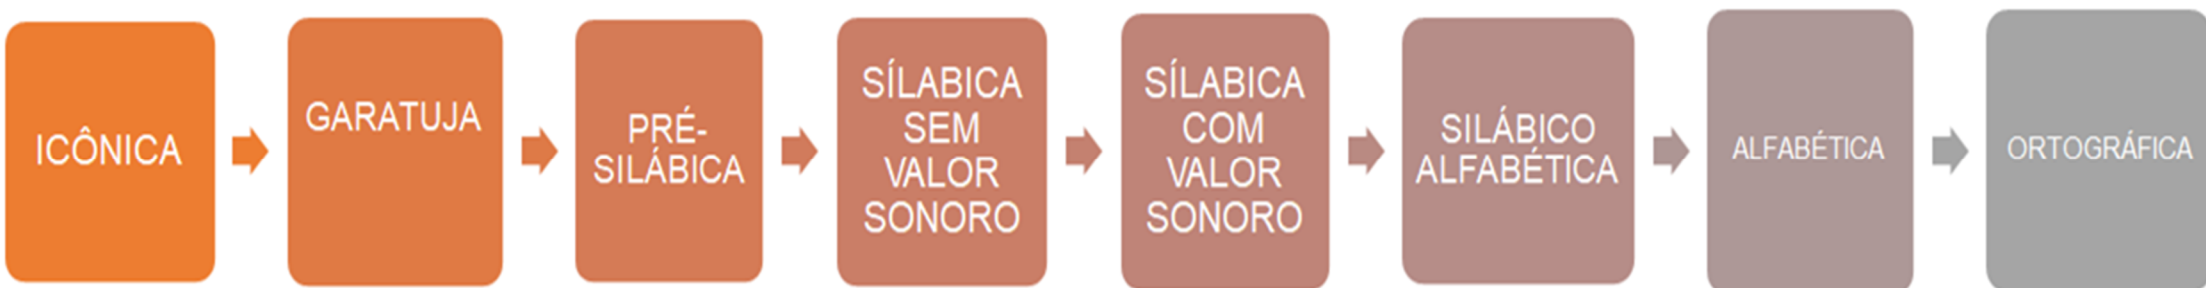 ICÔNICA
GARATUJA
PRÉ-
SILÁBICA
SÍLABICA
SEM
VALOR
SONORO
SÍLABICA
COM
VALOR
SONORO
SILÁBICO
ALFABÉTICA
ALFABÉTICA
ORTOGRÁFICA